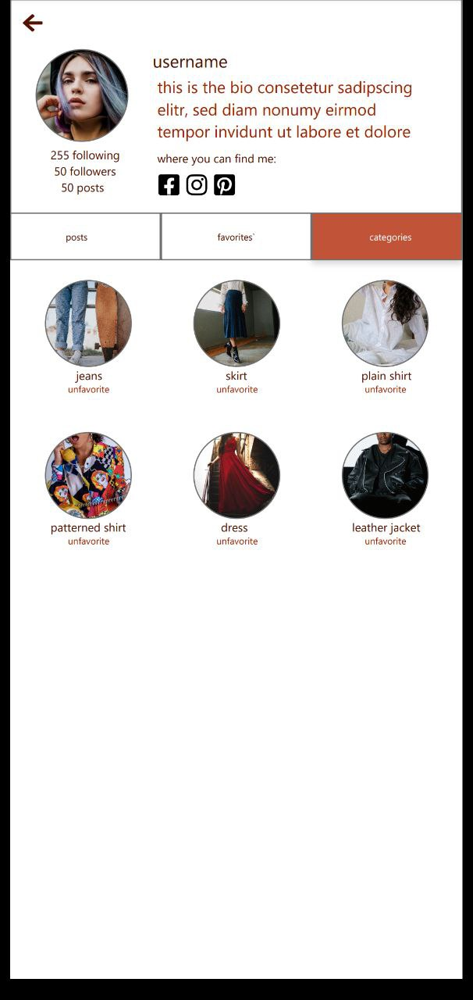 username
this is the bio consetetur sadipscing
elitr, sed diam nonumy eirmod
tempor invidunt ut labore et dolore
255 following
50 followers
50 posts
where you can find me:
posts
favorites`
categories
jeans
unfavorite
skirt
unfavorite
plain shirt
unfavorite
patterned shirt
unfavorite
dress
unfavorite
leather jacket
unfavorite